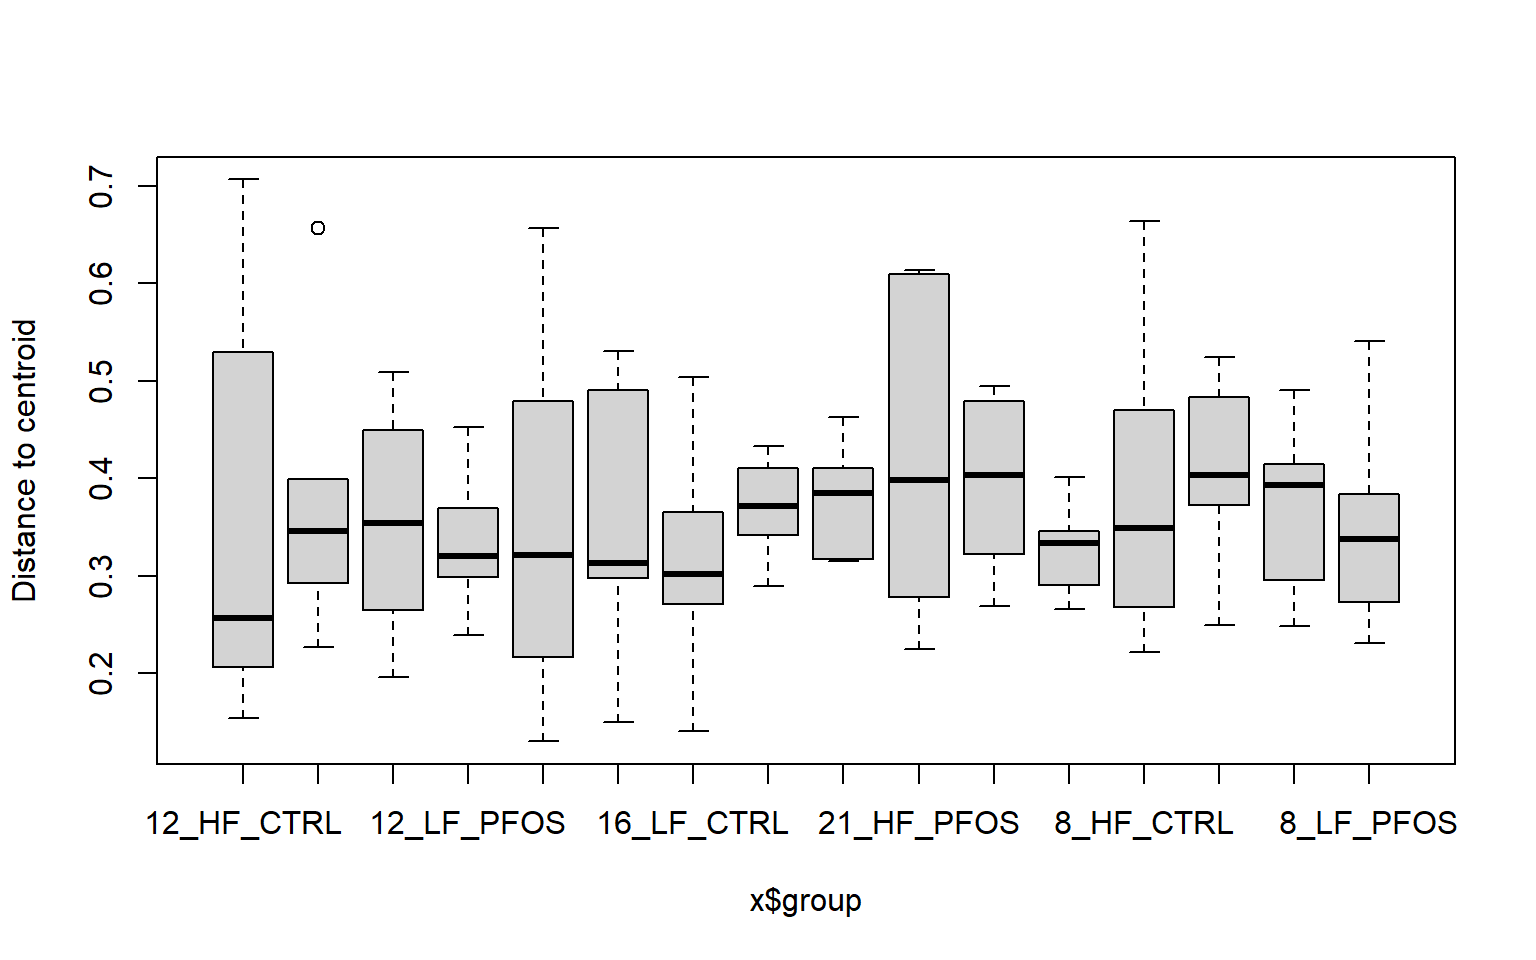 Distance to centroid
0.7
0.6
0.5
0.4
0.3
0.2
12_HF_CTRL 12_LF_PFOS 16_LF_CTRL 21_HF_PFOS 8_HF_CTRL 8_LF_PFOS
x$group